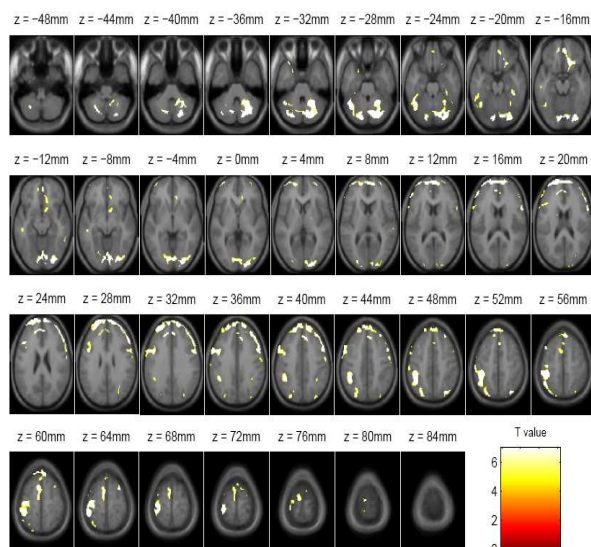 z = −48mm z = −44mm z = −40mm z = −36mm z = −32mm z = −28mm z = −24mm z = −20mm z = −16mm
z = −12mm z = −8mm z = −4mm z = 0mm z = 4mm z = 8mm z = 12mm z = 16mm z = 20mm
z = 24mm z = 28mm z = 32mm z = 36mm z = 40mm z = 44mm z = 48mm z = 52mm z = 56mm
z = 60mm z = 64mm z = 68mm z = 72mm z = 76mm z = 80mm z = 84mm T value
6
4
2
0